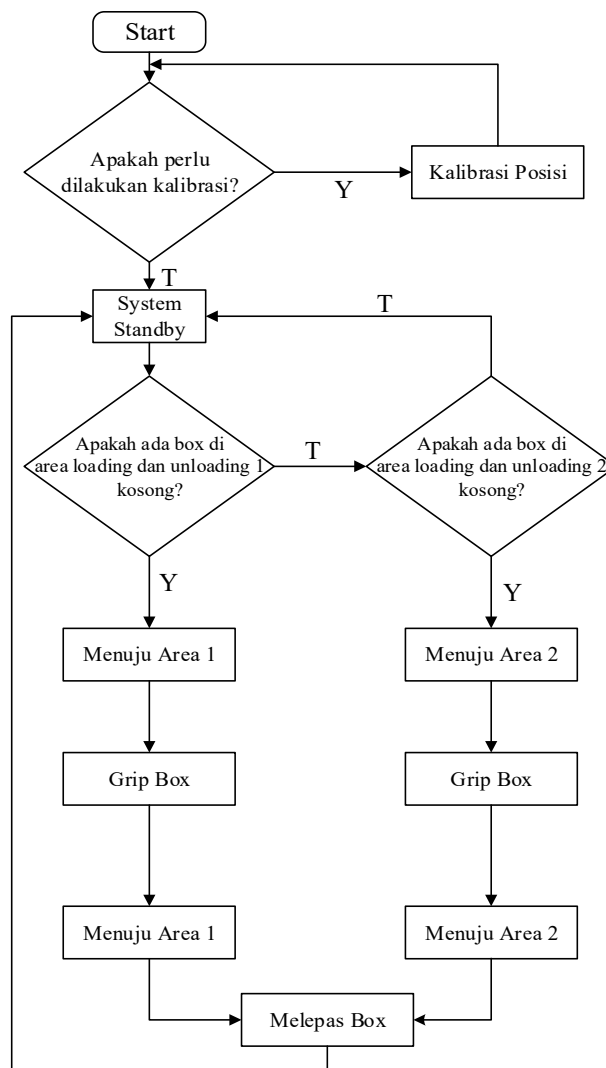 Start
Apakah perlu
dilakukan kalibrasi?
Y
Kalibrasi Posisi
T
System
Standby
T
Apakah ada box di
area loading dan unloading 1
kosong?
T
Apakah ada box di
area loading dan unloading 2
kosong?
Y
Y
Menuju Area 1
Menuju Area 2
Grip Box
Grip Box
Menuju Area 1
Menuju Area 2
Melepas Box